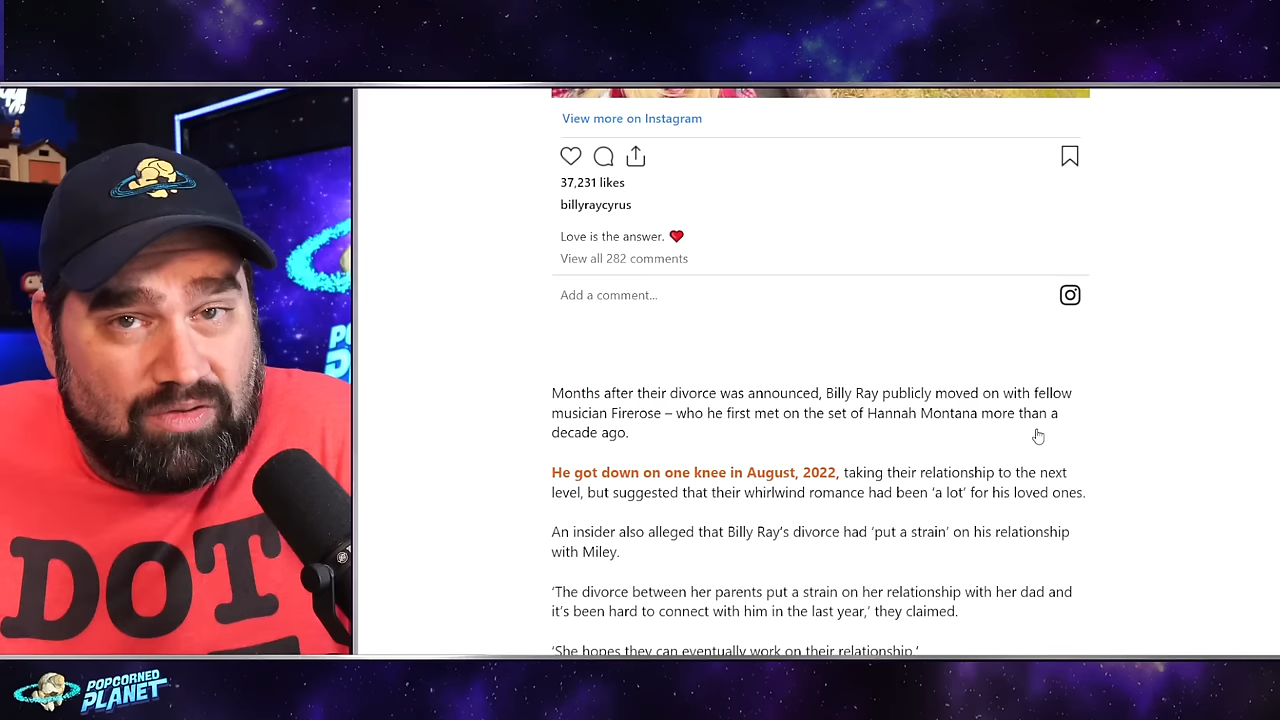 View more on Instagram
37,231 likes
billyraycyrus
Love is the answer. ❤️
View all 282 comments
Add a comment...
Months after their divorce was announced, Billy Ray publicly moved on with fellow
musician Firerose – who he first met on the set of Hannah Montana more than a
decade ago.
He got down on one knee in August, 2022, taking their relationship to the next
level, but suggested that their whirlwind romance had been ‘a lot’ for his loved ones.
An insider also alleged that Billy Ray’s divorce had ‘put a strain’ on his relationship
with Miley.
‘The divorce between her parents put a strain on her relationship with her dad and
it’s been hard to connect with him in the last year,’ they claimed.
‘She hopes they can eventually work on their relationship.’
DOT
POPCORNED
PLANET